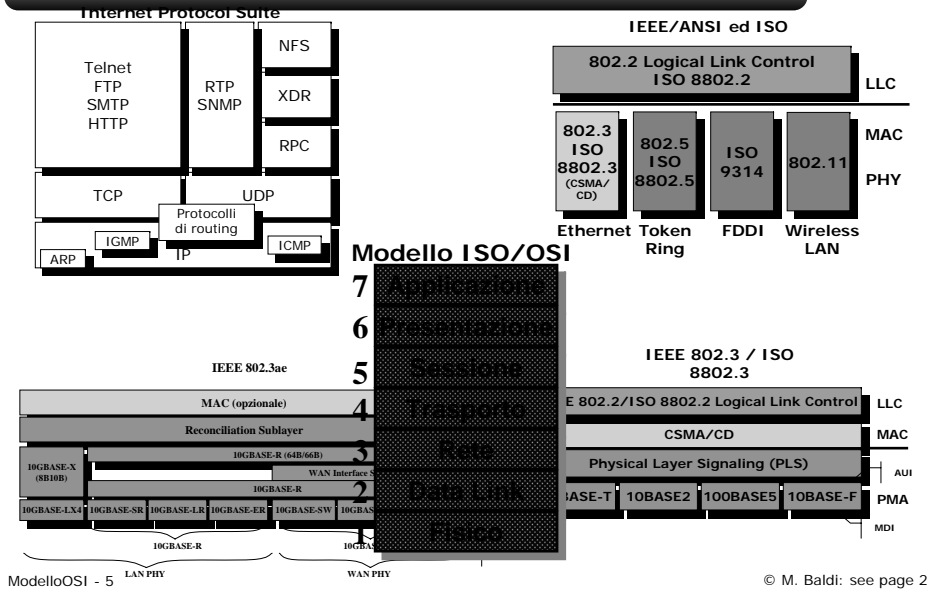 Internet Protocol Suite
Telnet
FTP
SMTP
HTTP
RTP
SNMP
NFS
XDR
RPC
TCP
UDP
Protocolli
di routing
IGMP
ICMP
ARP
IP
IEEE/ANSI ed ISO
802.2 Logical Link Control
ISO 8802.2
LLC
802.3
ISO
8802.3
(CSMA/
CD)
802.5
ISO
8802.5
ISO
9314
802.11
MAC
PHY
Ethernet
Token
Ring
FDDI
Wireless
LAN
Modello ISO/OSI
7 Applicazione
6 Presentazione
5 Sessione
4 Trasporto
3 Rete
2 Data Link
1 Fisico
IEEE 802.3ae
MAC (opzionale)
Reconciliation Sublayer
10GBASE-X
(8B10B)
10GBASE-R (64B/66B)
WAN Interface S
10GBASE-R
10GBASE-LX4
10GBASE-SR
10GBASE-LR
10GBASE-ER
10GBASE-SW
10GBAS
10GBASE-R
10GBAS
LAN PHY
WAN PHY
IEEE 802.3 / ISO
8802.3
E 802.2/ISO 8802.2 Logical Link Control
LLC
CSMA/CD
MAC
Physical Layer Signaling (PLS)
AUI
BASE-T
10BASE2
100BASE5
10BASE-F
PMA
MDI
ModelloOSI - 5
© M. Baldi: see page 2